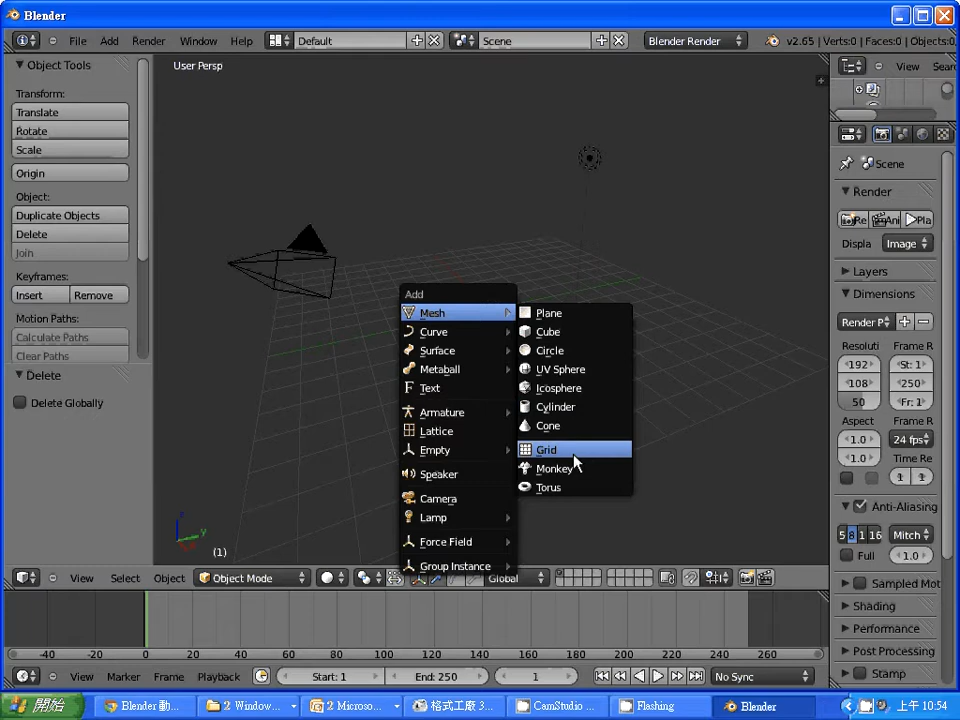 Blender
File Add Render Window Help Default Scene Blender Render v2.65 | Verts:0 | Faces:0 | Objects:0
View Sear
Object Tools
Transform:
Translate
Rotate
Scale
Origin
Object:
Duplicate Objects
Delete
Join
Keyframes:
Insert Remove
Motion Paths:
Calculate Paths
Clear Paths
Delete
Delete Globally
User Persp
Add
Mesh
Curve
Surface
Metaball
Text
Armature
Lattice
Empty
Speaker
Camera
Lamp
Force Field
Group Instance
Plane
Cube
Circle
UV Sphere
Icosphere
Cylinder
Cone
Grid
Monkey
Torus
y
(1)
View Select Object Object Mode Global
Scene
Render
Re Ani Pla
Displa Image
Layers
Dimensions
Render P
Resoluti Frame R
192 St: 1
108 250
50 Fr: 1
Aspect 24 fps
1.0 Time Re
1.0 1 1
Anti-Aliasing
5 8 1 16 Mitch
Full 1.0
Sampled Mot
Shading
Performance
Post Processing
Stamp
-40 -20 0 20 40 60 80 100 120 140 160 180 200 220 240 260
View Marker Frame Playback Start: 1 End: 250 1 No Sync
開始 Blender 動... 2 Window... 2 Microso... 格式工廠 3... CamStudio ... Flashing Blender 上午 10:54